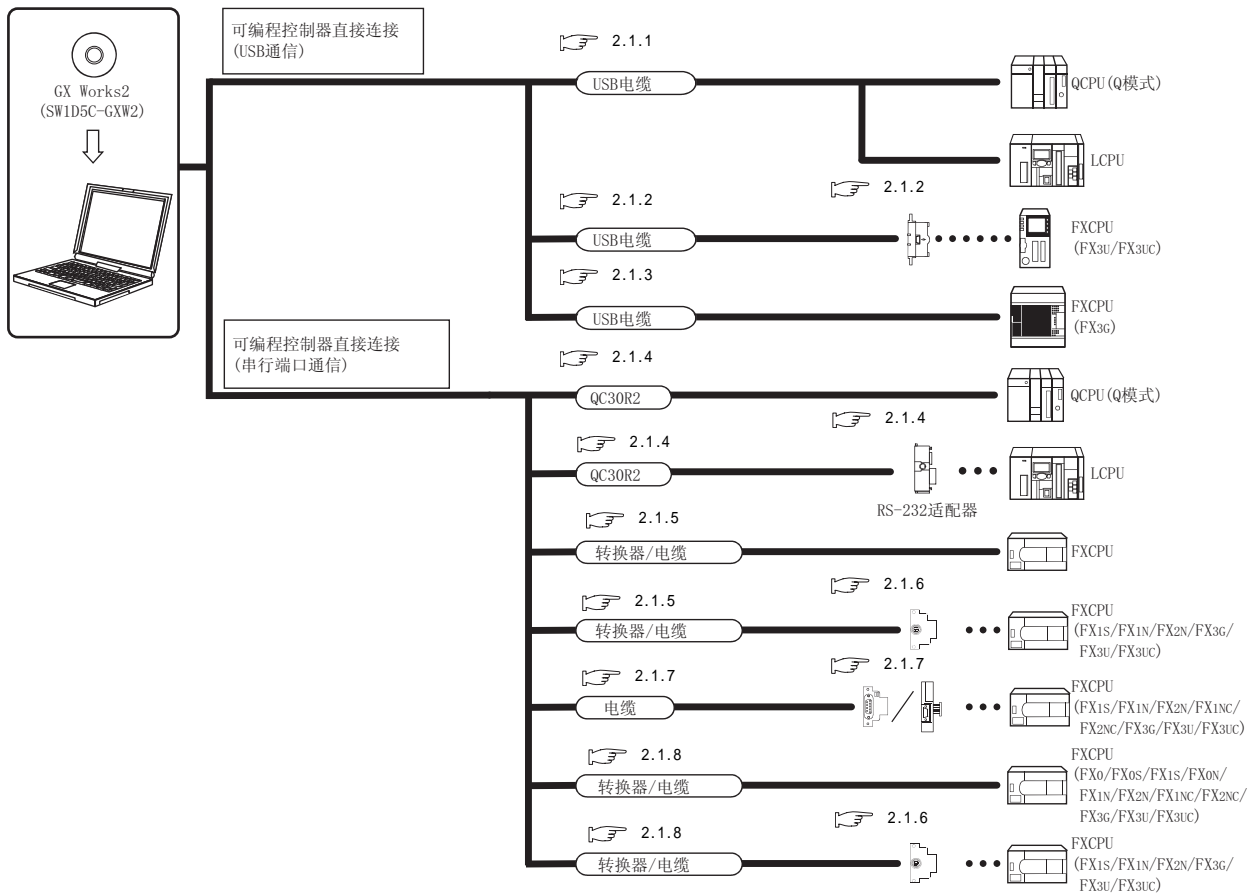 GX Works2
(SW1D5C-GXW2)
可编程控制器直接连接
(USB通信)
2.1.1
USB电缆
QCPU(Q模式)
LCPU
2.1.2
USB电缆
2.1.2
FXCPU
(FX3U/FX3UC)
2.1.3
USB电缆
FXCPU
(FX3G)
可编程控制器直接连接
(串行端口通信)
2.1.4
QC30R2
QCPU(Q模式)
2.1.4
QC30R2
2.1.4
RS-232适配器
LCPU
2.1.5
转换器/电缆
FXCPU
2.1.5
转换器/电缆
2.1.6
FXCPU
(FX1S/FX1N/FX2N/FX3G/
FX3U/FX3UC)
2.1.7
电缆
2.1.7
FXCPU
(FX1S/FX1N/FX2N/FX1NC/
FX2NC/FX3G/FX3U/FX3UC)
2.1.8
转换器/电缆
FXCPU
(FX0/FX0S/FX1S/FX0N/
FX1N/FX2N/FX1NC/FX2NC/
FX3G/FX3U/FX3UC)
2.1.8
转换器/电缆
2.1.6
FXCPU
(FX1S/FX1N/FX2N/FX3G/
FX3U/FX3UC)